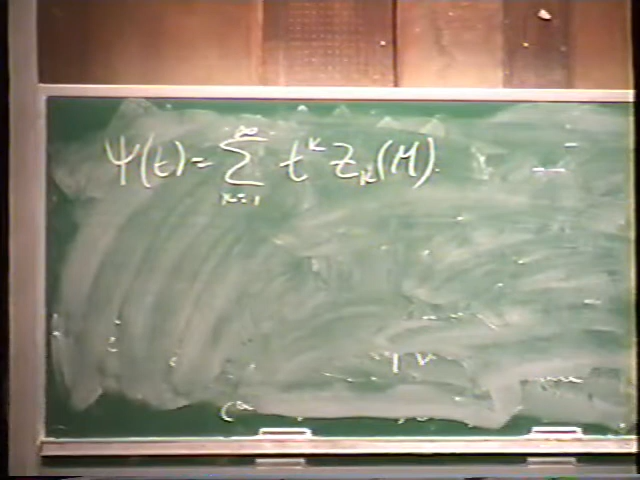 Ψ(t) = ∑_{k=1}^{∞} t^k Z_k(M).